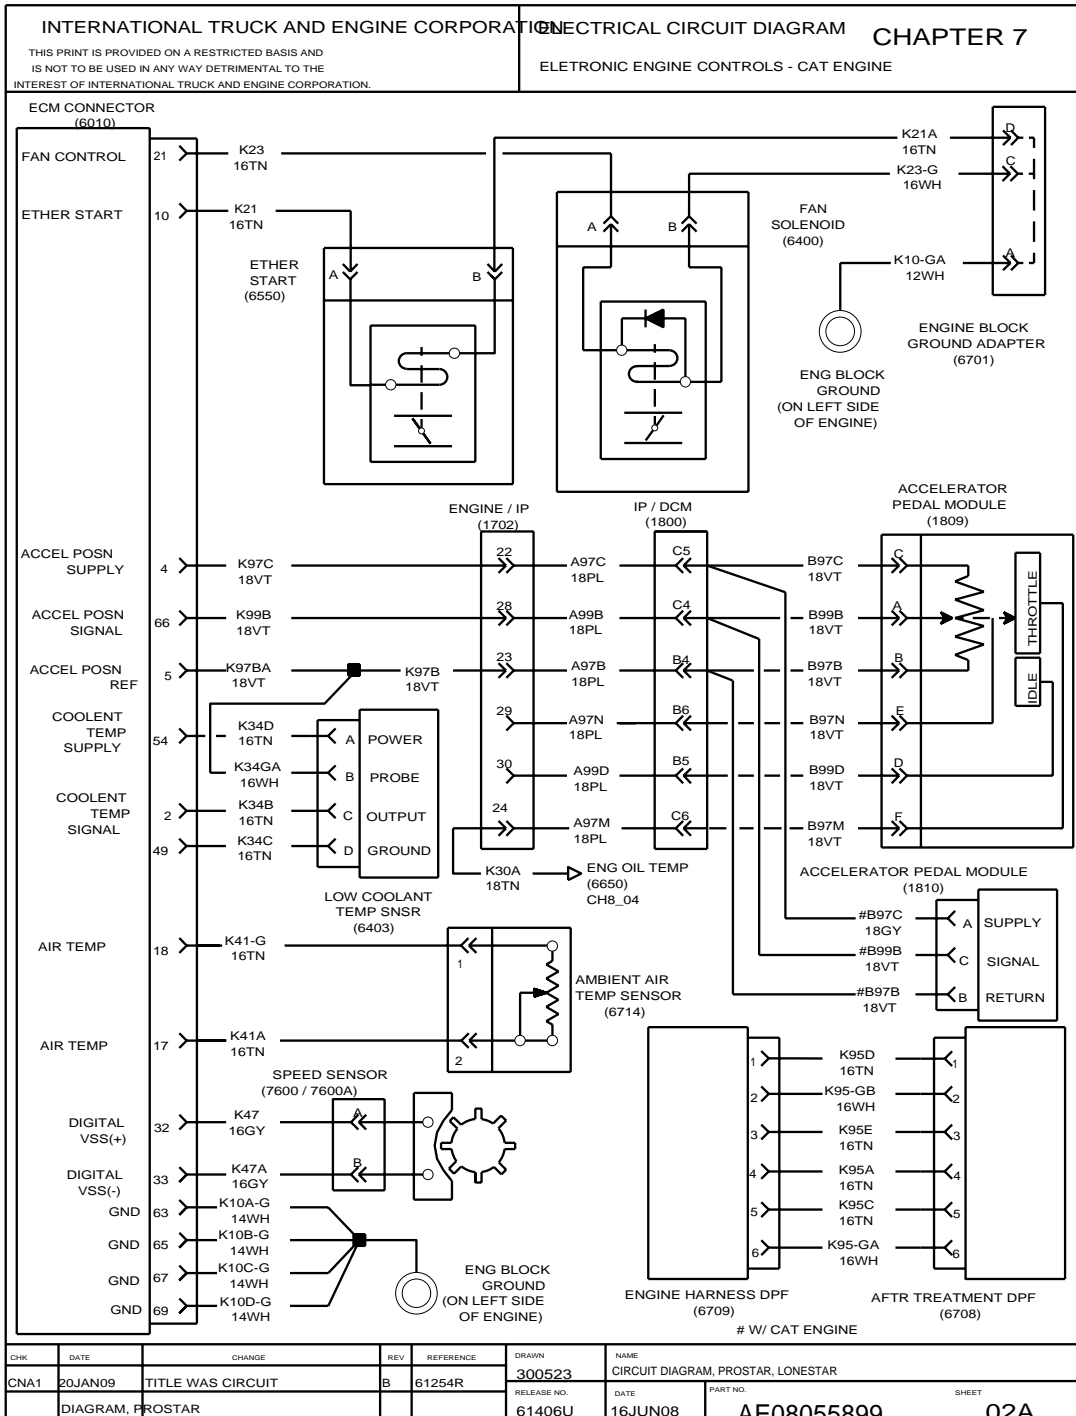 INTERNATIONAL TRUCK AND ENGINE CORPORATION
THIS PRINT IS PROVIDED ON A RESTRICTED BASIS AND
IS NOT TO BE USED IN ANY WAY DETRIMENTAL TO THE
INTEREST OF INTERNATIONAL TRUCK AND ENGINE CORPORATION.
ELECTRICAL CIRCUIT DIAGRAM
CHAPTER 7
ELETRONIC ENGINE CONTROLS - CAT ENGINE
ECM CONNECTOR
(6010)
FAN CONTROL 21 K23
16TN
ETHER START 10 K21
16TN
ETHER
START
(6550)
A B
FAN
SOLENOID
(6400)
A B
K21A
16TN
D
K23-G
16WH
C
K10-GA
12WH
A
ENGINE BLOCK
GROUND ADAPTER
(6701)
ENG BLOCK
GROUND
(ON LEFT SIDE
OF ENGINE)
ENGINE / IP
(1702)
IP / DCM
(1800)
ACCELERATOR
PEDAL MODULE
(1809)
ACCEL POSN
SUPPLY 4 K97C
18VT
22 A97C
18PL
C5 B97C
18VT
C
ACCEL POSN
SIGNAL 66 K99B
18VT
28 A99B
18PL
C4 B99B
18VT
A
THROTTLE
ACCEL POSN
REF 5 K97BA
18VT
K97B
18VT
23 A97B
18PL
B4 B97B
18VT
B
IDLE
29 A97N
18PL
B6 B97N
18VT
E
30 A99D
18PL
B5 B99D
18VT
D
24 A97M
18PL
C6 B97M
18VT
F
COOLENT
TEMP
SUPPLY 54 K34D
16TN
A POWER
K34GA
16WH
B PROBE
COOLENT
TEMP
SIGNAL 2 K34B
16TN
C OUTPUT
49 K34C
16TN
D GROUND
LOW COOLANT
TEMP SNSR
(6403)
K30A
18TN
ENG OIL TEMP
(6650)
CH8_04
ACCELERATOR PEDAL MODULE
(1810)
#B97C
18GY
A SUPPLY
#B99B
18VT
C SIGNAL
#B97B
18VT
B RETURN
AIR TEMP 18 K41-G
16TN
1
AMBIENT AIR
TEMP SENSOR
(6714)
AIR TEMP 17 K41A
16TN
2
SPEED SENSOR
(7600 / 7600A)
DIGITAL
VSS(+) 32 K47
16GY
A
DIGITAL
VSS(-) 33 K47A
16GY
B
GND 63 K10A-G
14WH
GND 65 K10B-G
14WH
GND 67 K10C-G
14WH
GND 69 K10D-G
14WH
ENG BLOCK
GROUND
(ON LEFT SIDE
OF ENGINE)
1 K95D 1
16TN
2 K95-GB 2
16WH
3 K95E 3
16TN
4 K95A 4
16TN
5 K95C 5
16TN
6 K95-GA 6
16WH
ENGINE HARNESS DPF
(6709)
AFTR TREATMENT DPF
(6708)
# W/ CAT ENGINE
CHK DATE CHANGE REV REFERENCE
CNA1 20JAN09 TITLE WAS CIRCUIT B 61254R
DIAGRAM, PROSTAR
DRAWN
300523
NAME
CIRCUIT DIAGRAM, PROSTAR, LONESTAR
RELEASE NO.
61406U
DATE
16JUN08
PART NO.
AE08055899
SHEET
02A